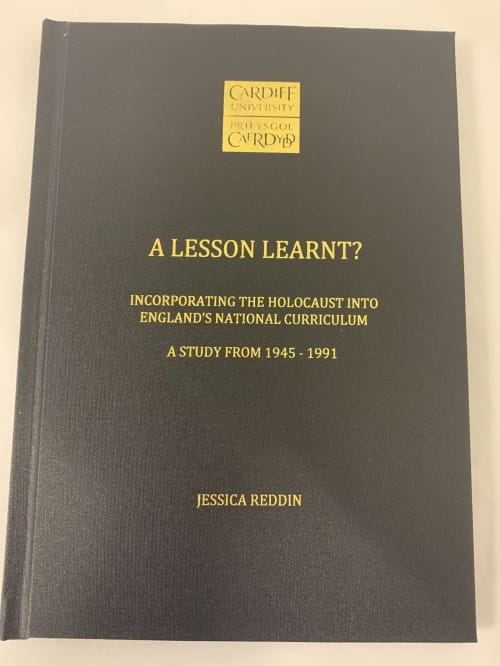 CARDIFF
UNIVERSITY
PRIFYSGOL
CAERDYDD
A LESSON LEARNT?
INCORPORATING THE HOLOCAUST INTO
ENGLAND'S NATIONAL CURRICULUM
A STUDY FROM 1945 - 1991
JESSICA REDDIN